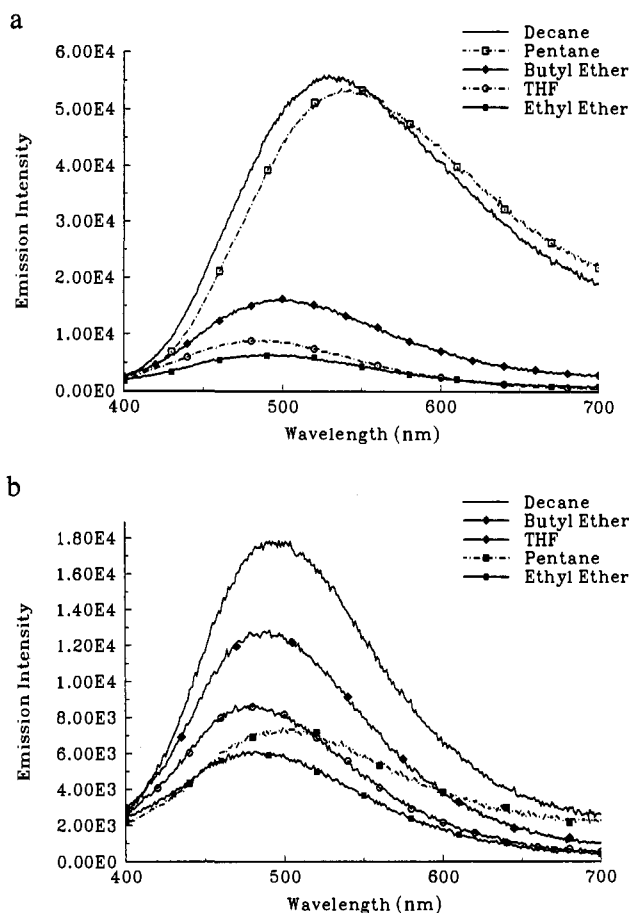 a
6.00E4
5.00E4
4.00E4
3.00E4
2.00E4
1.00E4
0.00E0
Emission Intensity
400
500
600
700
Wavelength (nm)
Decane
Pentane
Butyl Ether
THF
Ethyl Ether
b
1.80E4
1.60E4
1.40E4
1.20E4
1.00E4
8.00E3
6.00E3
4.00E3
2.00E3
0.00E0
Emission Intensity
400
500
600
700
Wavelength (nm)
Decane
Butyl Ether
THF
Pentane
Ethyl Ether